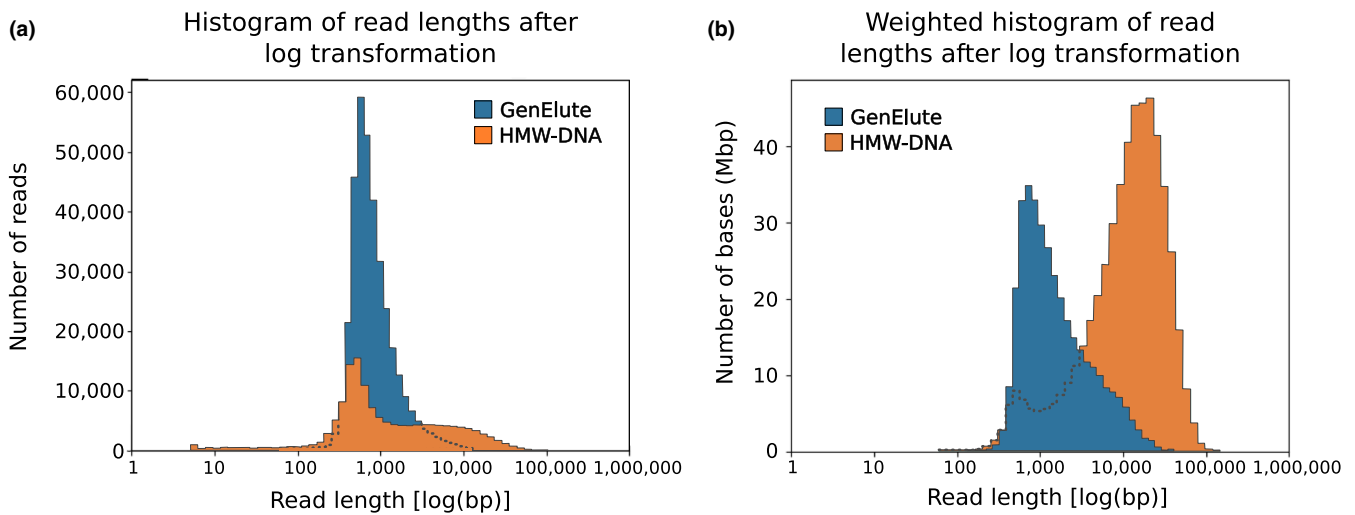 (a)
Histogram of read lengths after
log transformation
Number of reads
60,000
50,000
40,000
30,000
20,000
10,000
0
GenElute
HMW-DNA
1
10
100
1,000
10,000
100,000
1,000,000
Read length [log(bp)]
(b)
Weighted histogram of read
lengths after log transformation
Number of bases (Mbp)
40
30
20
10
0
GenElute
HMW-DNA
1
10
100
1,000
10,000
100,000
1,000,000
Read length [log(bp)]